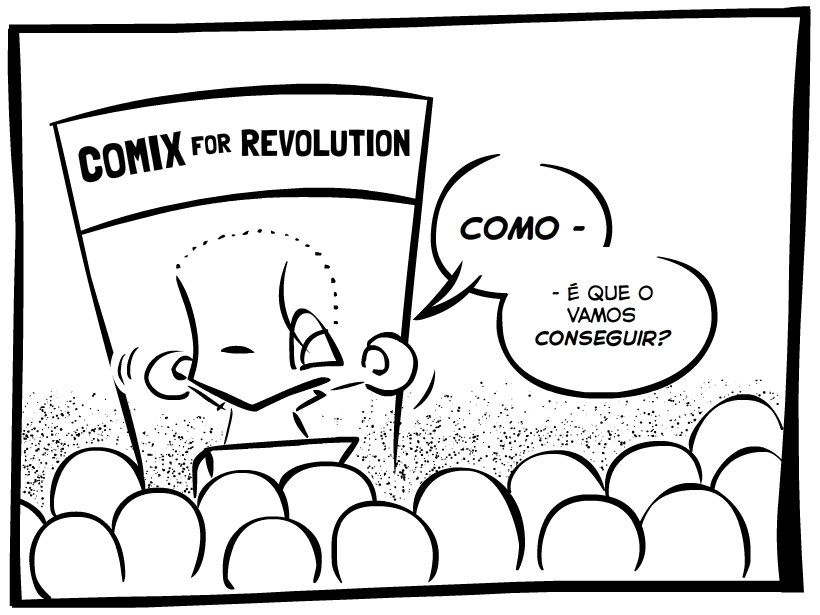 COMIX FOR REVOLUTION
COMO -
- É QUE O
VAMOS
CONSEGUIR?